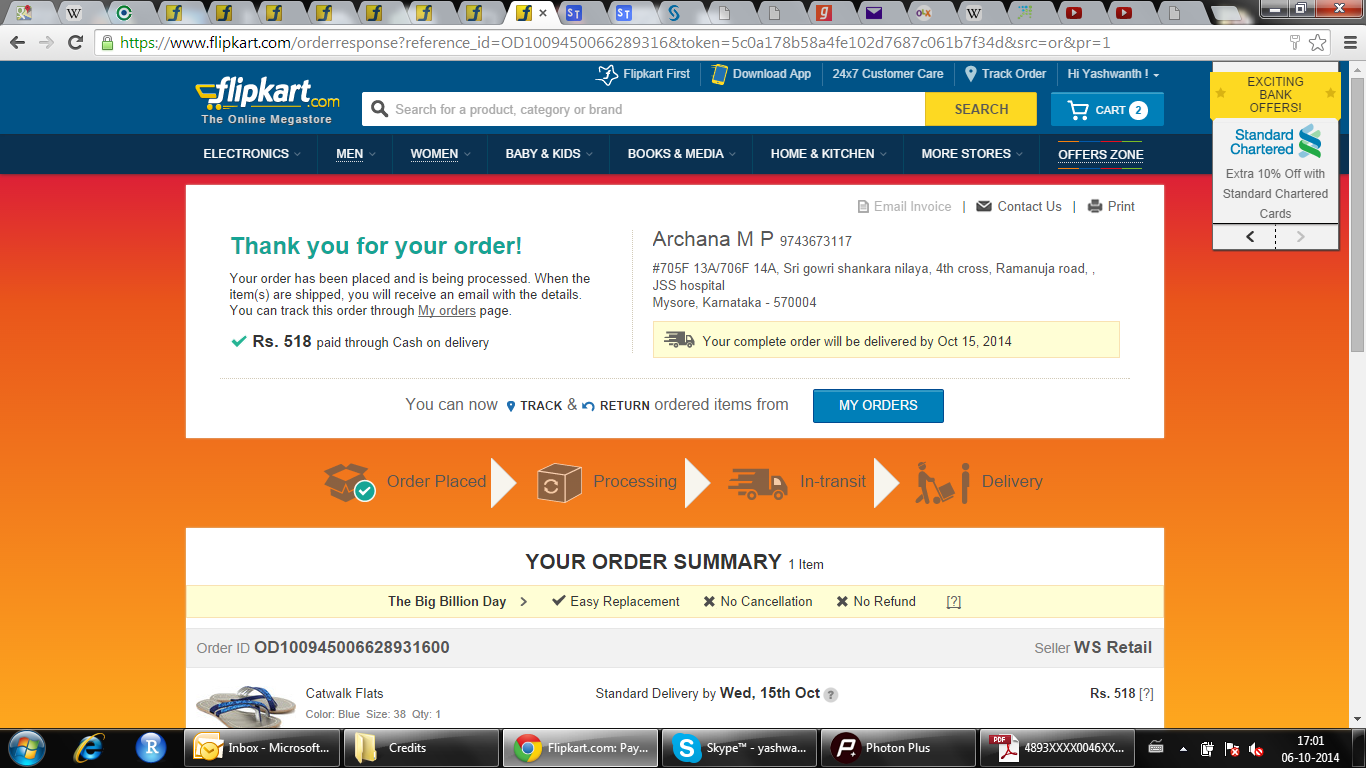 https://www.flipkart.com/orderresponse?reference_id=OD1009450066289316&token=5c0a178b58a4fe102d7687c061b7f34d&src=or&pr=1
Flipkart First
Download App
24x7 Customer Care
Track Order
Hi Yashwanth !
flipkart.com
The Online Megastore
Search for a product, category or brand
SEARCH
CART 2
ELECTRONICS
MEN
WOMEN
BABY & KIDS
BOOKS & MEDIA
HOME & KITCHEN
MORE STORES
OFFERS ZONE
EXCITING
BANK
OFFERS!
Standard
Chartered
Extra 10% Off with
Standard Chartered
Cards
Email Invoice | Contact Us | Print
Thank you for your order!
Your order has been placed and is being processed. When the
item(s) are shipped, you will receive an email with the details.
You can track this order through My orders page.
Rs. 518 paid through Cash on delivery
Archana M P 9743673117
#705F 13A/706F 14A, Sri gowri shankara nilaya, 4th cross, Ramanuja road, ,
JSS hospital
Mysore, Karnataka - 570004
Your complete order will be delivered by Oct 15, 2014
You can now TRACK & RETURN ordered items from MY ORDERS
Order Placed
Processing
In-transit
Delivery
YOUR ORDER SUMMARY 1 Item
The Big Billion Day Easy Replacement No Cancellation No Refund [?]
Order ID OD100945006628931600
Seller WS Retail
Catwalk Flats
Color: Blue Size: 38 Qty: 1
Standard Delivery by Wed, 15th Oct ?
Rs. 518 [?]
Inbox - Microsoft...
Credits
Flipkart.com: Pay...
Skype™ - yashwa...
Photon Plus
4893XXXX0046XX...
17:01
06-10-2014